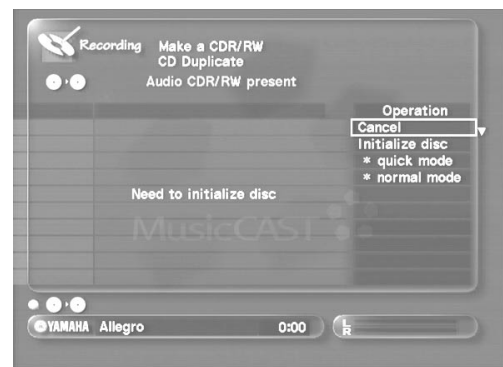 Recording
Make a CDR/RW
CD Duplicate
Audio CDR/RW present
Operation
Cancel
Initialize disc
* quick mode
* normal mode
Need to initialize disc
MusicCAST
YAMAHA Allegro 0:00
L
R